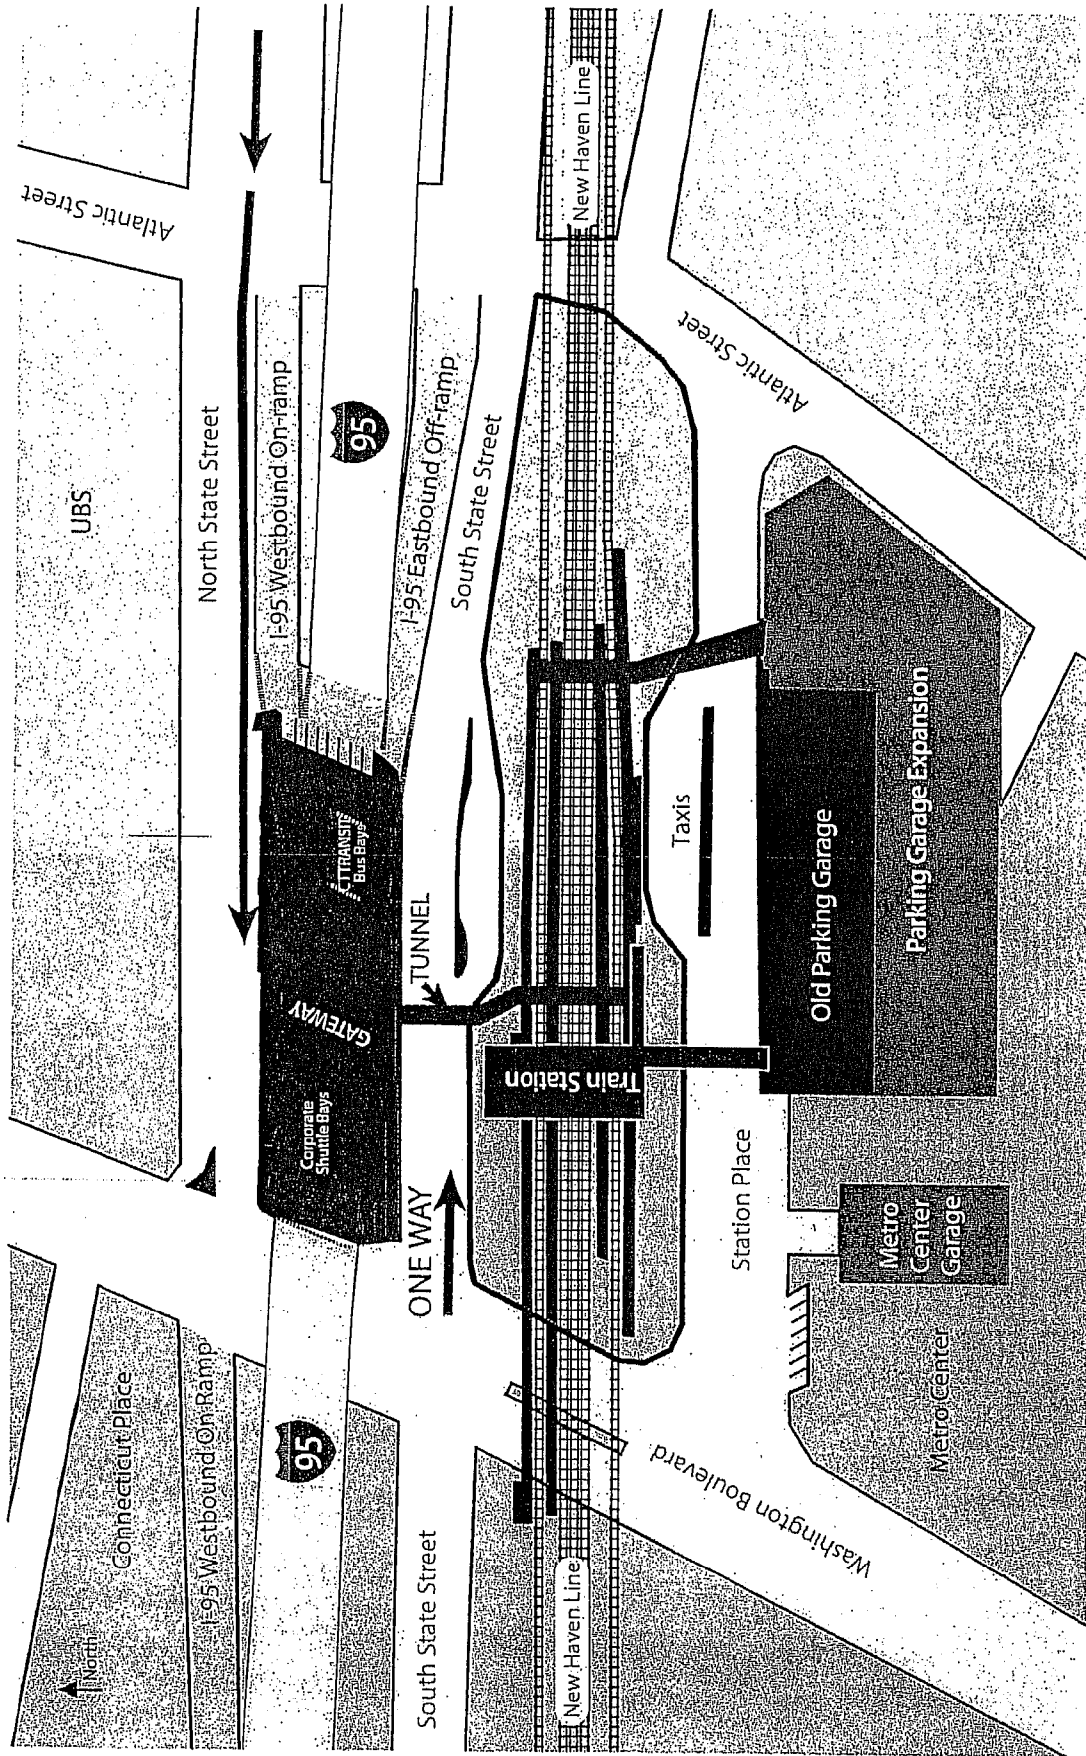 North
Connecticut Place
I-95 Westbound On Ramp
95
South State Street
New Haven Line
Washington Boulevard
ONE WAY
Corporate
Shuttle Bays
GATEWAY
CTTRANSIT
Bus Bays
TUNNEL
Train Station
Station Place
Metro
Center
Garage
Metro Center
Taxis
Old Parking Garage
Parking Garage Expansion
UBS
North State Street
I-95 Westbound On-ramp
95
I-95 Eastbound Off-ramp
South State Street
Atlantic Street
Atlantic Street
New Haven Line